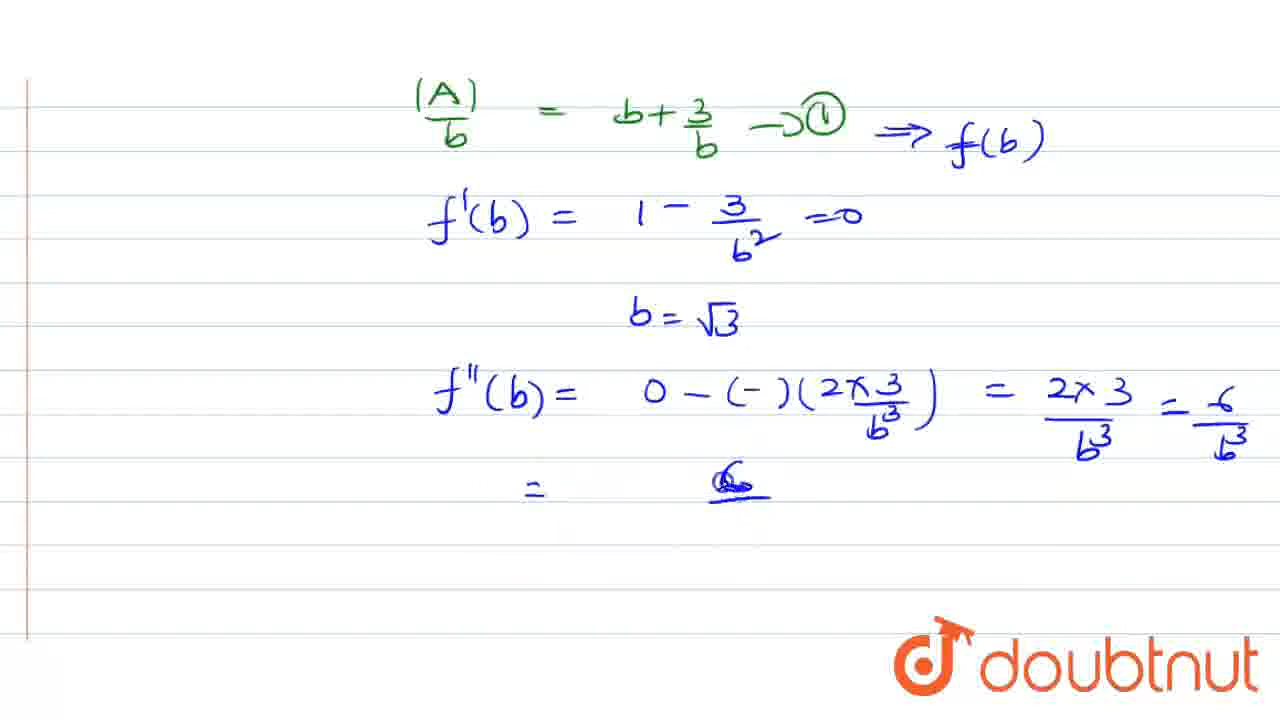 (A)/b = b + 3/b → ① ⇒ f(b)
f'(b) = 1 - 3/b² = 0
b = √3
f''(b) = 0 - (-)(2×3/b³) = 2×3/b³ = 6/b³
=
doubtnut